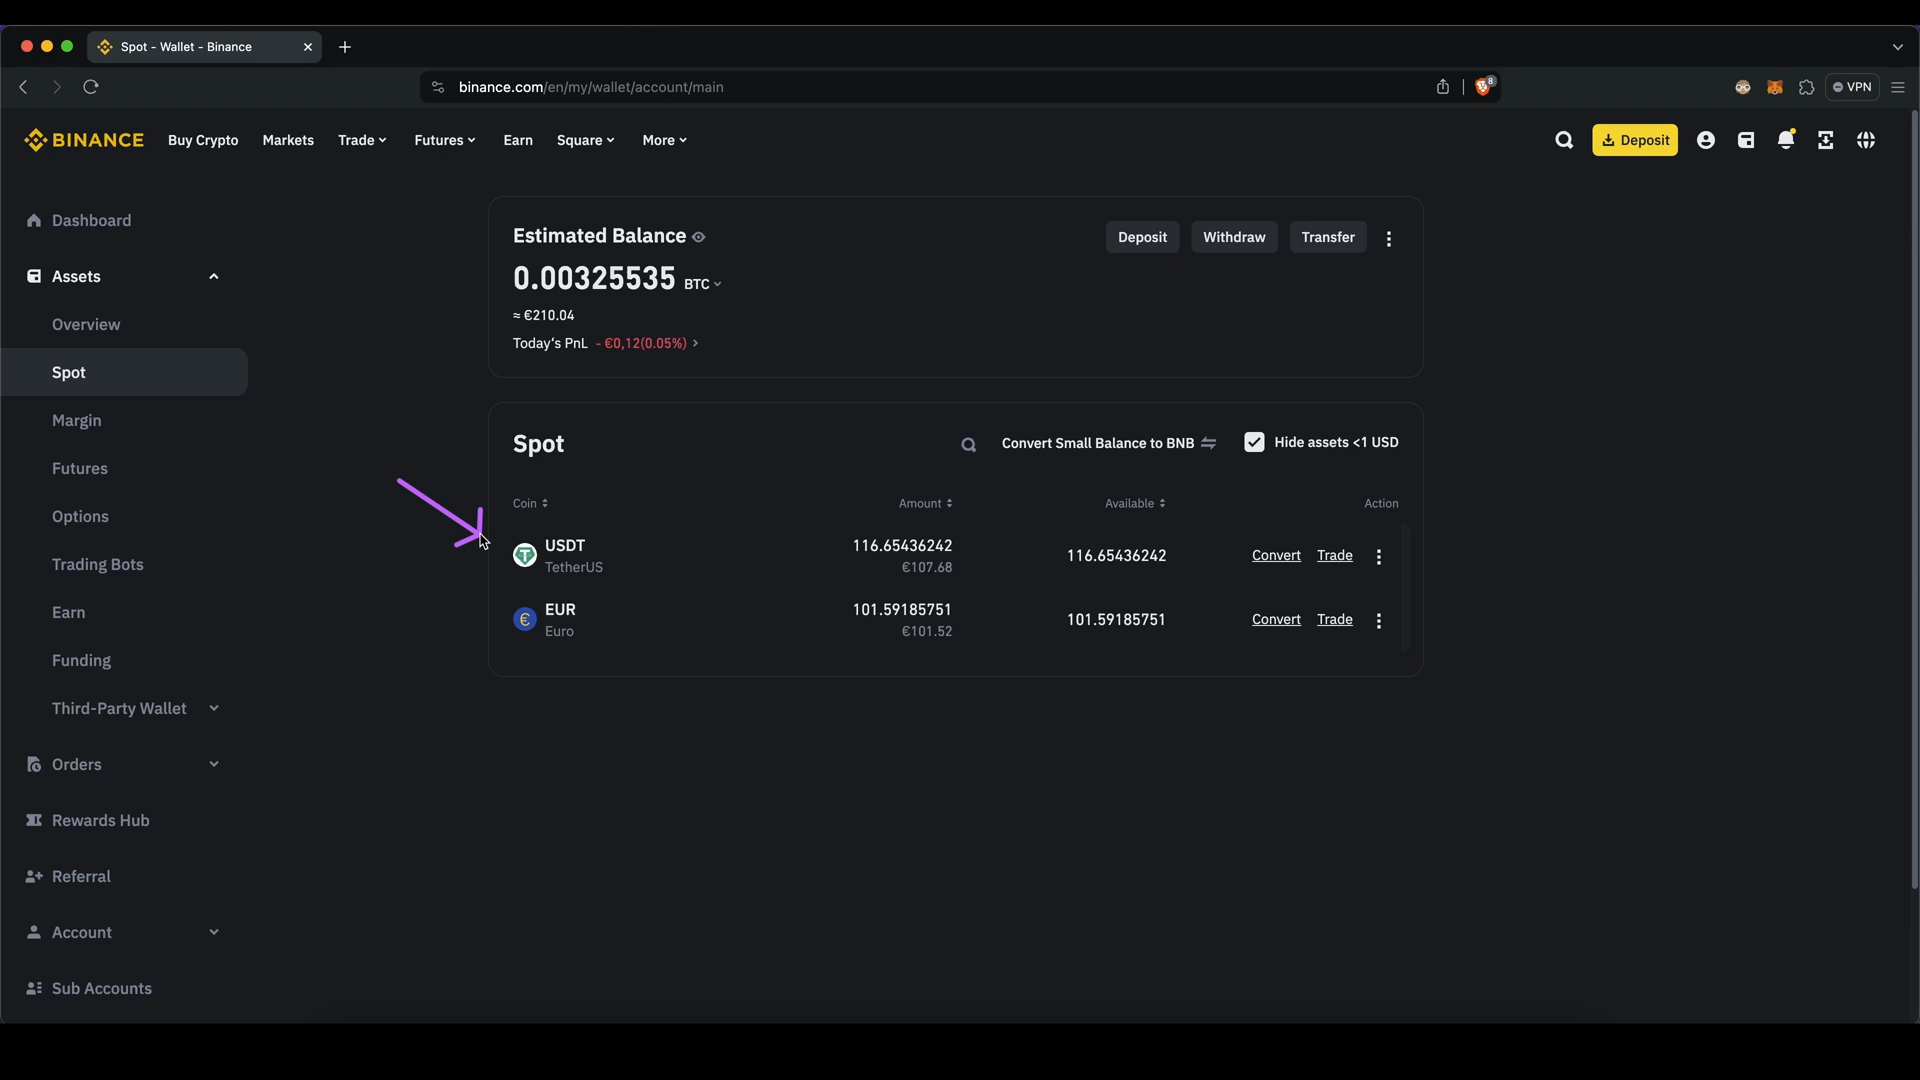 Spot - Wallet - Binance
binance.com/en/my/wallet/account/main
8
VPN
BINANCE
Buy Crypto
Markets
Trade
Futures
Earn
Square
More
Deposit
Dashboard
Assets
Overview
Spot
Margin
Futures
Options
Trading Bots
Earn
Funding
Third-Party Wallet
Orders
Rewards Hub
Referral
Account
Sub Accounts
Estimated Balance
Deposit
Withdraw
Transfer
0.00325535 BTC
≈ €210.04
Today's PnL - €0,12(0.05%)
Spot
Convert Small Balance to BNB
Hide assets <1 USD
Coin Amount Available Action
USDT 116.65436242
TetherUS €107.68
116.65436242 Convert Trade
EUR 101.59185751
Euro €101.52
101.59185751 Convert Trade